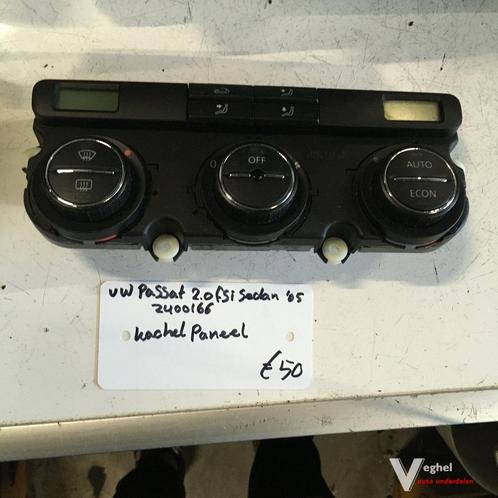 OFF
0
AUTO
ECON
VW Passat 2.0 fsi Sedan '05
2400166
kachel Paneel
€50
Veghel
auto onderdelen